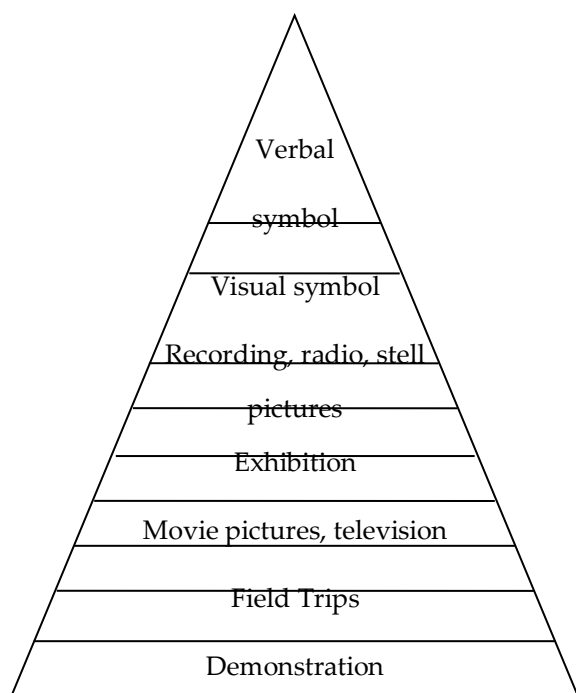 Verbal
symbol
Visual symbol
Recording, radio, stell
pictures
Exhibition
Movie pictures, television
Field Trips
Demonstration